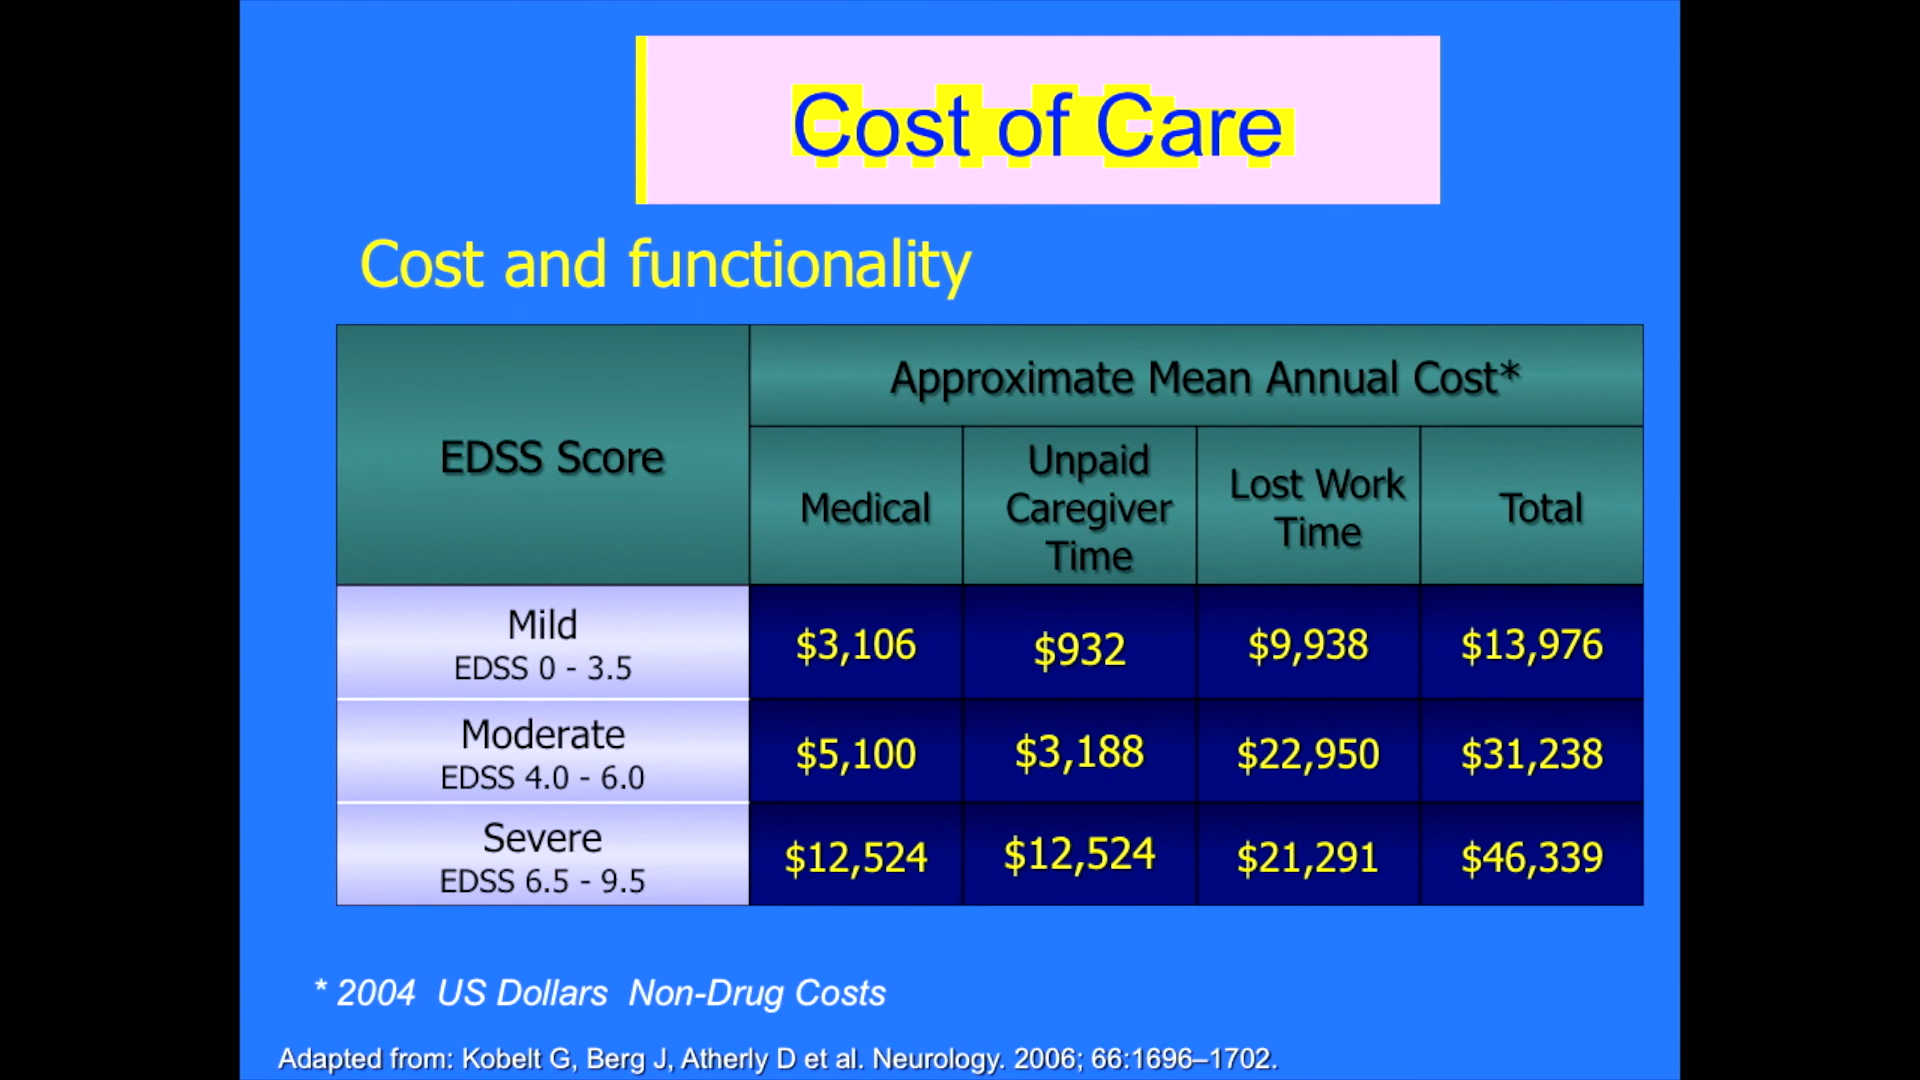 Cost of Care
Cost and functionality
EDSS Score
Approximate Mean Annual Cost*
Medical
Unpaid
Caregiver
Time
Lost Work
Time
Total
Mild
EDSS 0 - 3.5
$3,106
$932
$9,938
$13,976
Moderate
EDSS 4.0 - 6.0
$5,100
$3,188
$22,950
$31,238
Severe
EDSS 6.5 - 9.5
$12,524
$12,524
$21,291
$46,339
* 2004 US Dollars Non-Drug Costs
Adapted from: Kobelt G, Berg J, Atherly D et al. Neurology. 2006; 66:1696–1702.